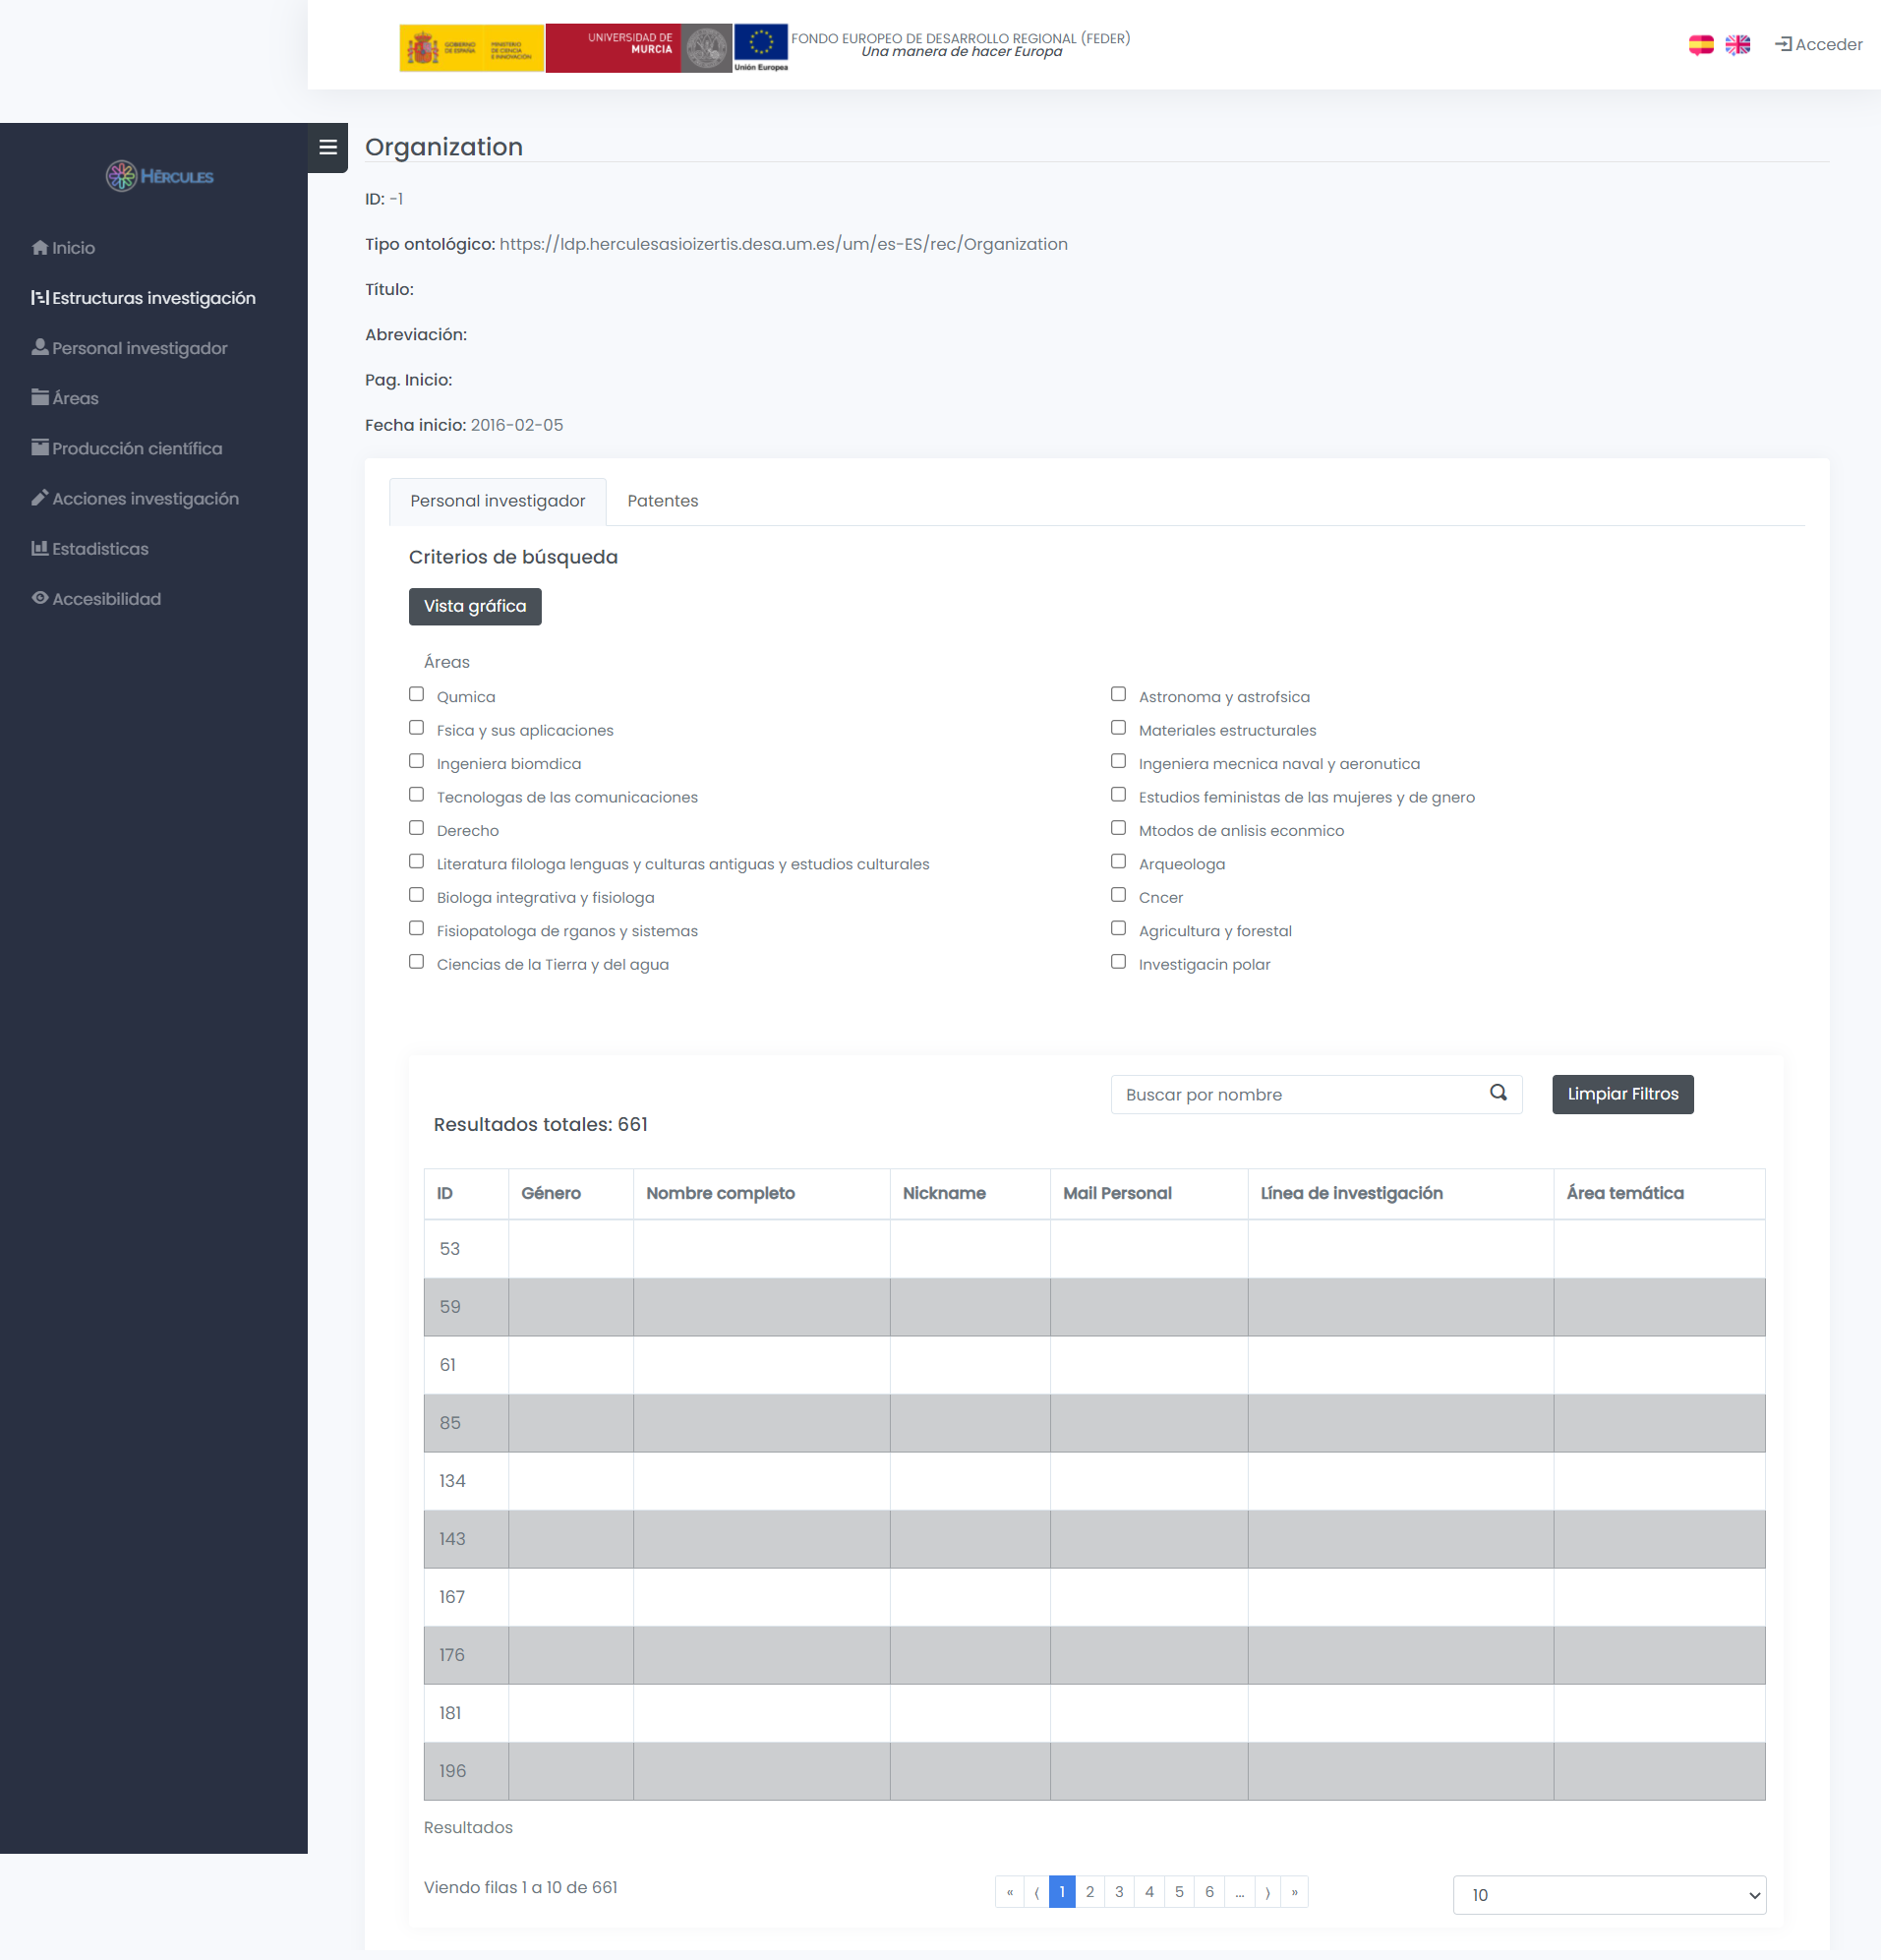 GOBIERNO DE ESPAÑA
MINISTERIO DE CIENCIA E INNOVACIÓN
UNIVERSIDAD DE MURCIA
Unión Europea
FONDO EUROPEO DE DESARROLLO REGIONAL (FEDER)
Una manera de hacer Europa
Acceder
HÉRCULES
Inicio
Estructuras investigación
Personal investigador
Áreas
Producción científica
Acciones investigación
Estadisticas
Accesibilidad
Organization
ID: -1
Tipo ontológico: https://ldp.herculesasioizertis.desa.um.es/um/es-ES/rec/Organization
Título:
Abreviación:
Pag. Inicio:
Fecha inicio: 2016-02-05
Personal investigador Patentes
Criterios de búsqueda
Vista gráfica
Áreas
Qumica Astronoma y astrofsica
Fsica y sus aplicaciones Materiales estructurales
Ingeniera biomdica Ingeniera mecnica naval y aeronutica
Tecnologas de las comunicaciones Estudios feministas de las mujeres y de gnero
Derecho Mtodos de anlisis econmico
Literatura filologa lenguas y culturas antiguas y estudios culturales Arqueologa
Biologa integrativa y fisiologa Cncer
Fisiopatologa de rganos y sistemas Agricultura y forestal
Ciencias de la Tierra y del agua Investigacin polar
Buscar por nombre Limpiar Filtros
Resultados totales: 661
ID Género Nombre completo Nickname Mail Personal Línea de investigación Área temática
53
59
61
85
134
143
167
176
181
196
Resultados
Viendo filas 1 a 10 de 661 « ⟨ 1 2 3 4 5 6 ... ⟩ » 10